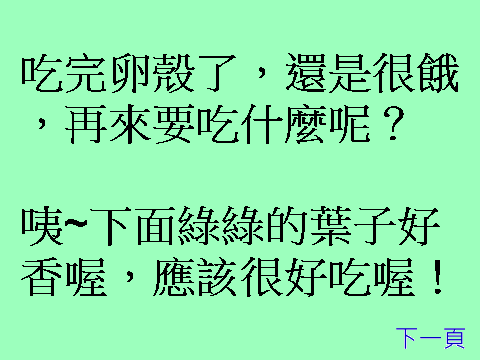 吃完卵殼了，還是很餓
，再來要吃什麼呢？
咦~下面綠綠的葉子好
香喔，應該很好吃喔！
下一頁